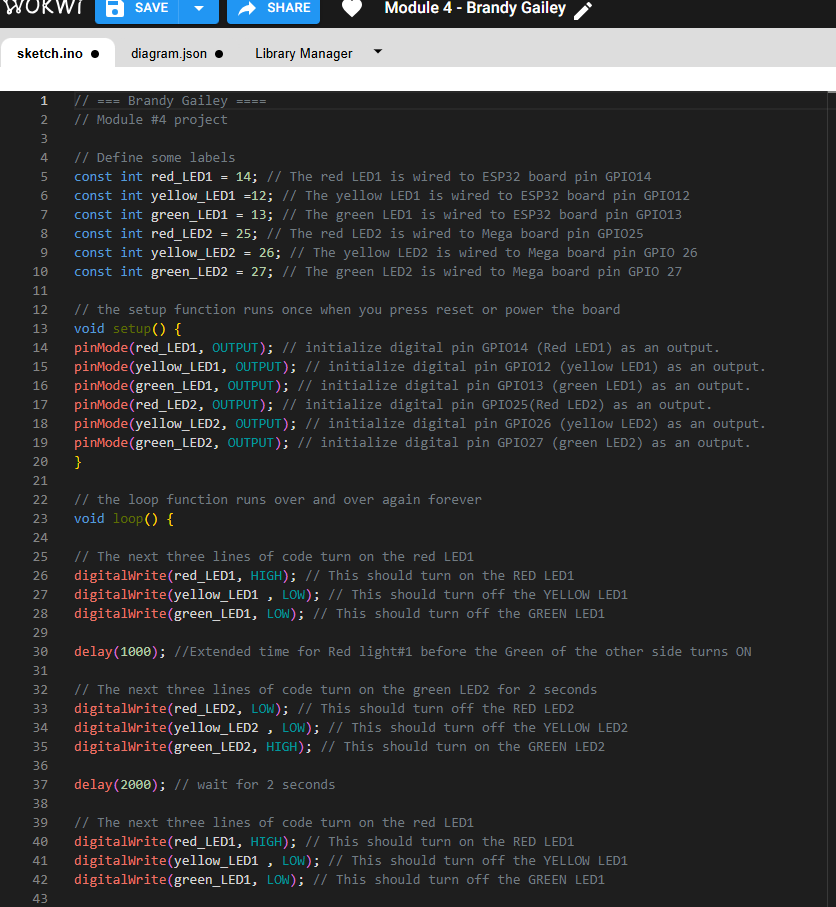 WOKWI SAVE SHARE Module 4 - Brandy Gailey
sketch.ino diagram.json Library Manager
1 // === Brandy Gailey ====
2 // Module #4 project
3
4 // Define some labels
5 const int red_LED1 = 14; // The red LED1 is wired to ESP32 board pin GPIO14
6 const int yellow_LED1 =12; // The yellow LED1 is wired to ESP32 board pin GPIO12
7 const int green_LED1 = 13; // The green LED1 is wired to ESP32 board pin GPIO13
8 const int red_LED2 = 25; // The red LED2 is wired to Mega board pin GPIO25
9 const int yellow_LED2 = 26; // The yellow LED2 is wired to Mega board pin GPIO 26
10 const int green_LED2 = 27; // The green LED2 is wired to Mega board pin GPIO 27
11
12 // the setup function runs once when you press reset or power the board
13 void setup() {
14 pinMode(red_LED1, OUTPUT); // initialize digital pin GPIO14 (Red LED1) as an output.
15 pinMode(yellow_LED1, OUTPUT); // initialize digital pin GPIO12 (yellow LED1) as an output.
16 pinMode(green_LED1, OUTPUT); // initialize digital pin GPIO13 (green LED1) as an output.
17 pinMode(red_LED2, OUTPUT); // initialize digital pin GPIO25(Red LED2) as an output.
18 pinMode(yellow_LED2, OUTPUT); // initialize digital pin GPIO26 (yellow LED2) as an output.
19 pinMode(green_LED2, OUTPUT); // initialize digital pin GPIO27 (green LED2) as an output.
20 }
21
22 // the loop function runs over and over again forever
23 void loop() {
24
25 // The next three lines of code turn on the red LED1
26 digitalWrite(red_LED1, HIGH); // This should turn on the RED LED1
27 digitalWrite(yellow_LED1 , LOW); // This should turn off the YELLOW LED1
28 digitalWrite(green_LED1, LOW); // This should turn off the GREEN LED1
29
30 delay(1000); //Extended time for Red light#1 before the Green of the other side turns ON
31
32 // The next three lines of code turn on the green LED2 for 2 seconds
33 digitalWrite(red_LED2, LOW); // This should turn off the RED LED2
34 digitalWrite(yellow_LED2 , LOW); // This should turn off the YELLOW LED2
35 digitalWrite(green_LED2, HIGH); // This should turn on the GREEN LED2
36
37 delay(2000); // wait for 2 seconds
38
39 // The next three lines of code turn on the red LED1
40 digitalWrite(red_LED1, HIGH); // This should turn on the RED LED1
41 digitalWrite(yellow_LED1 , LOW); // This should turn off the YELLOW LED1
42 digitalWrite(green_LED1, LOW); // This should turn off the GREEN LED1
43